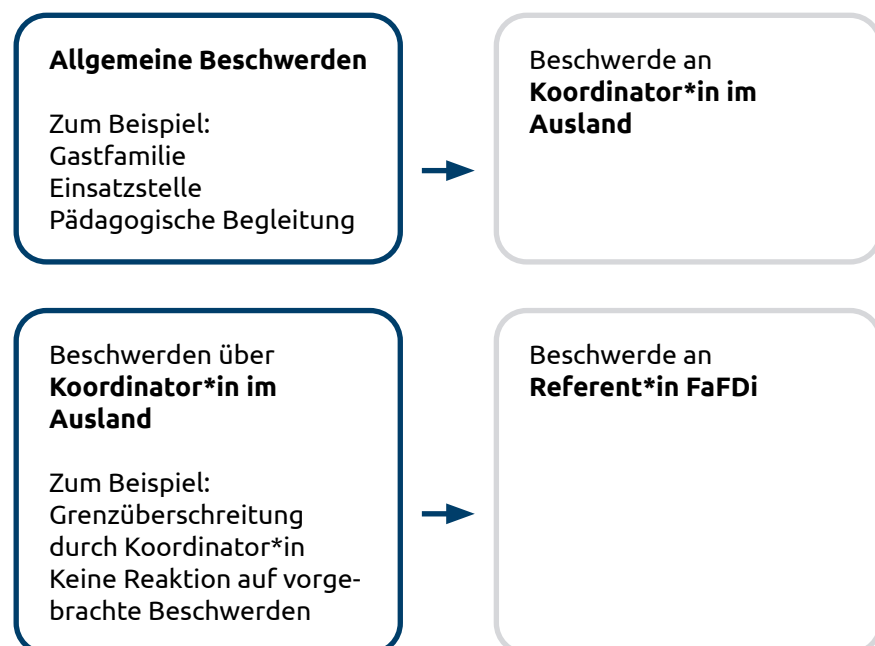 Allgemeine Beschwerden
Zum Beispiel:
Gastfamilie
Einsatzstelle
Pädagogische Begleitung
Beschwerde an
Koordinator*in im
Ausland
Beschwerden über
Koordinator*in im
Ausland
Zum Beispiel:
Grenzüberschreitung
durch Koordinator*in
Keine Reaktion auf vorge-
brachte Beschwerden
Beschwerde an
Referent*in FaFDi